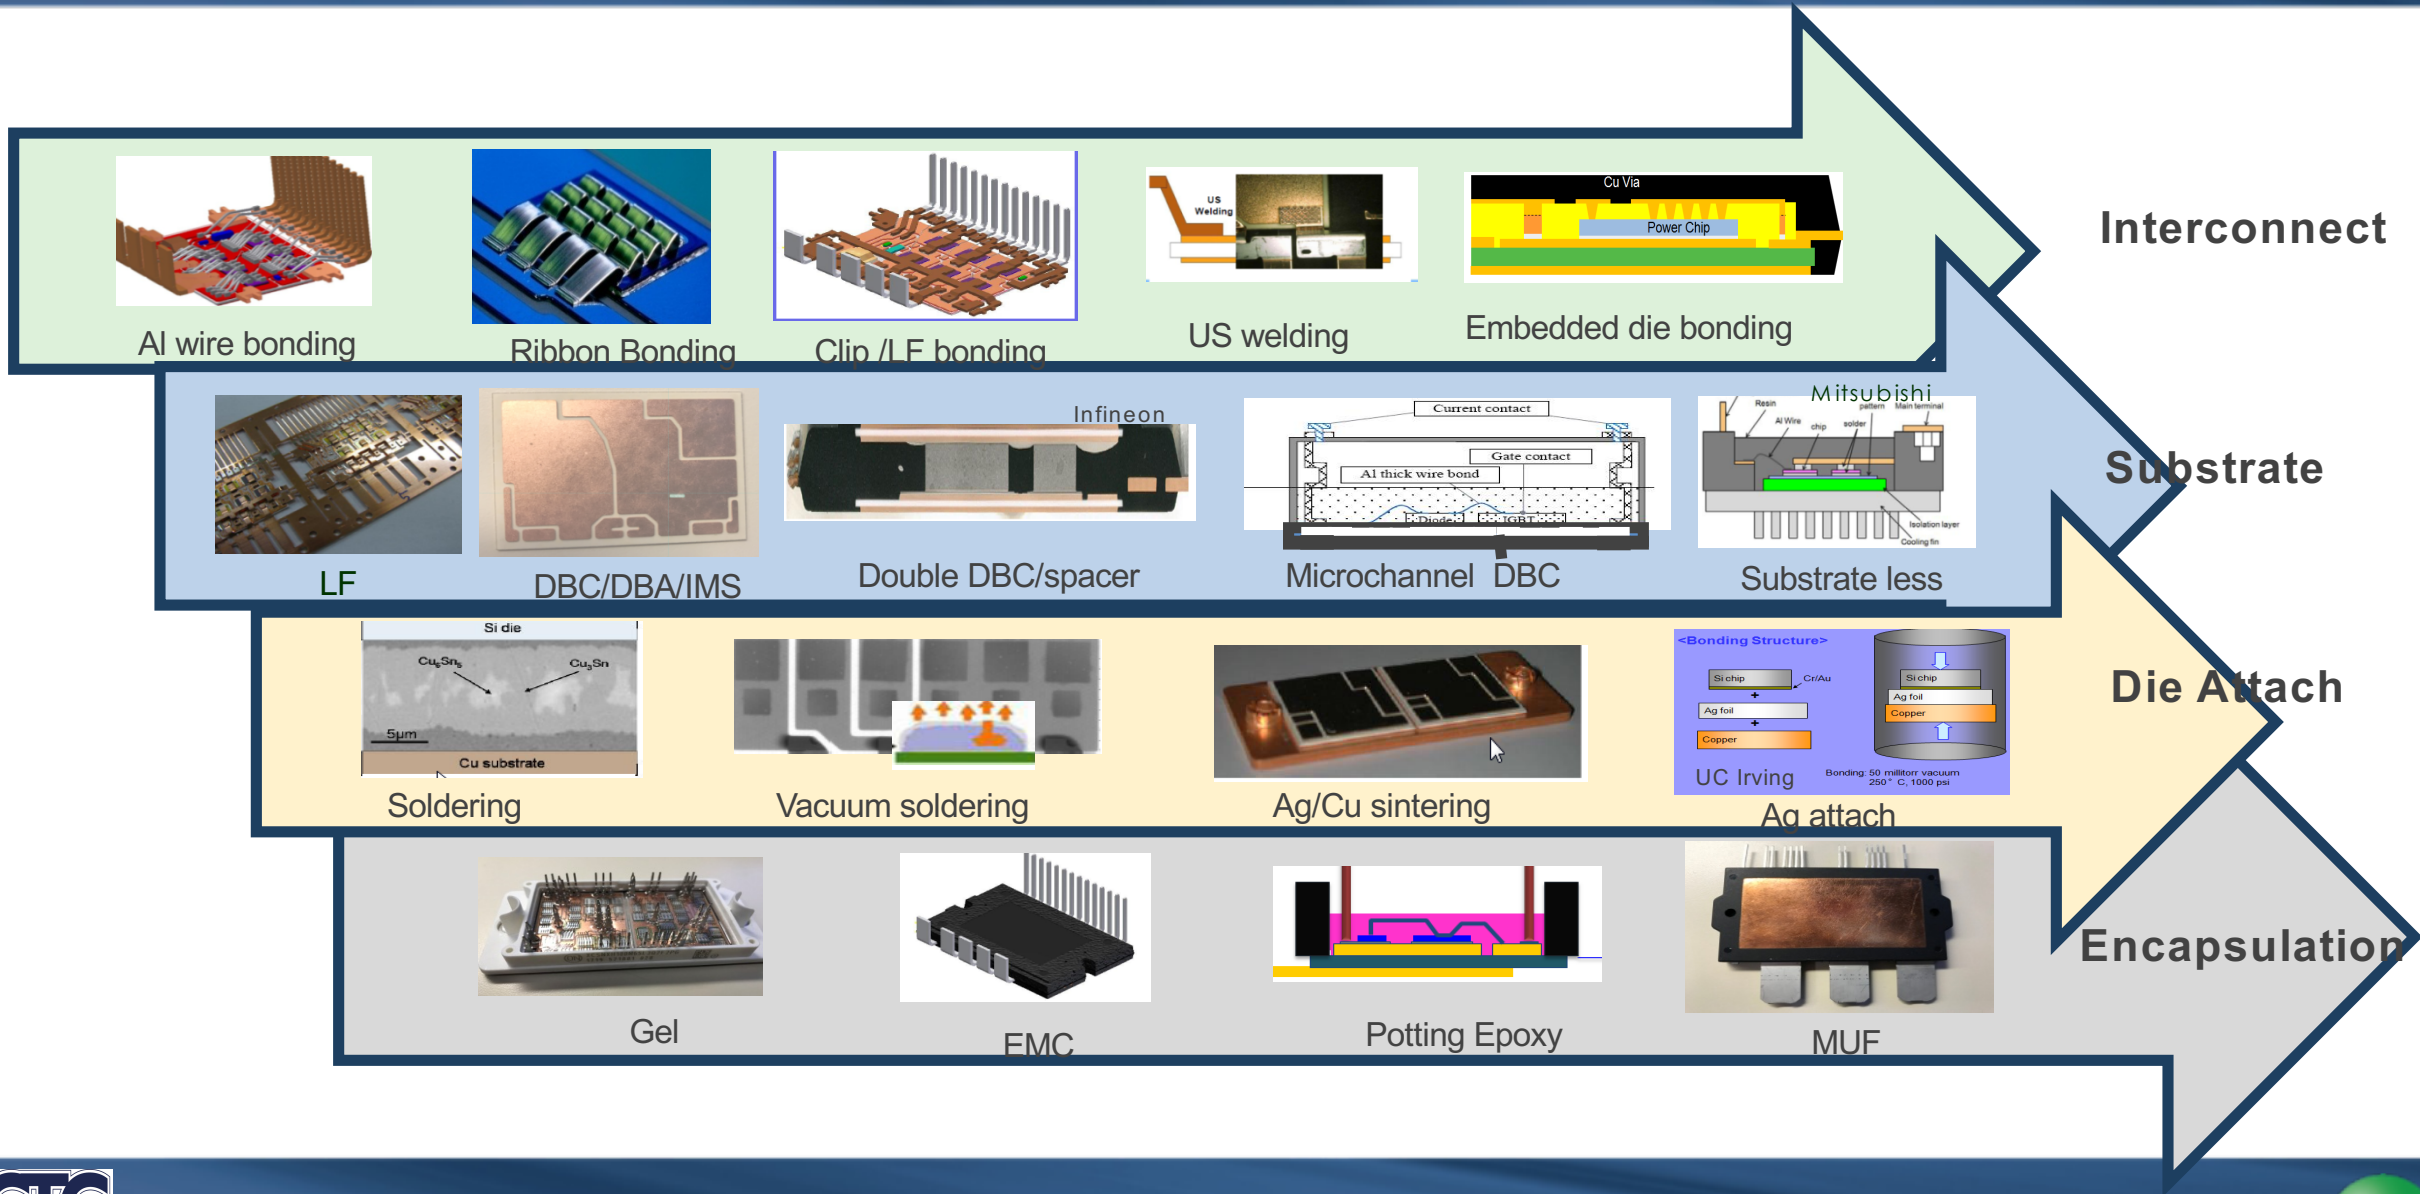 Cu Via
Power Chip
US
Welding
Interconnect
Al wire bonding
Ribbon Bonding
Clip /LF bonding
US welding
Embedded die bonding
Infineon
Mitsubishi
Current contact
Gate contact
Al thick wire bond
Diode
IGBT
Resin
pattern
Main terminal
Al Wire
chip
solder
Isolation layer
Cooling fin
Substrate
LF
DBC/DBA/IMS
Double DBC/spacer
Microchannel DBC
Substrate less
Si die
Cu₆Sn₅
Cu₃Sn
5μm
Cu substrate
<Bonding Structure>
Si chip
Cr/Au
+
Ag foil
+
Copper
Si chip
Ag foil
Copper
UC Irving
Bonding: 50 millitorr vacuum
250° C, 1000 psi
Die Attach
Soldering
Vacuum soldering
Ag/Cu sintering
Ag attach
Encapsulation
Gel
EMC
Potting Epoxy
MUF